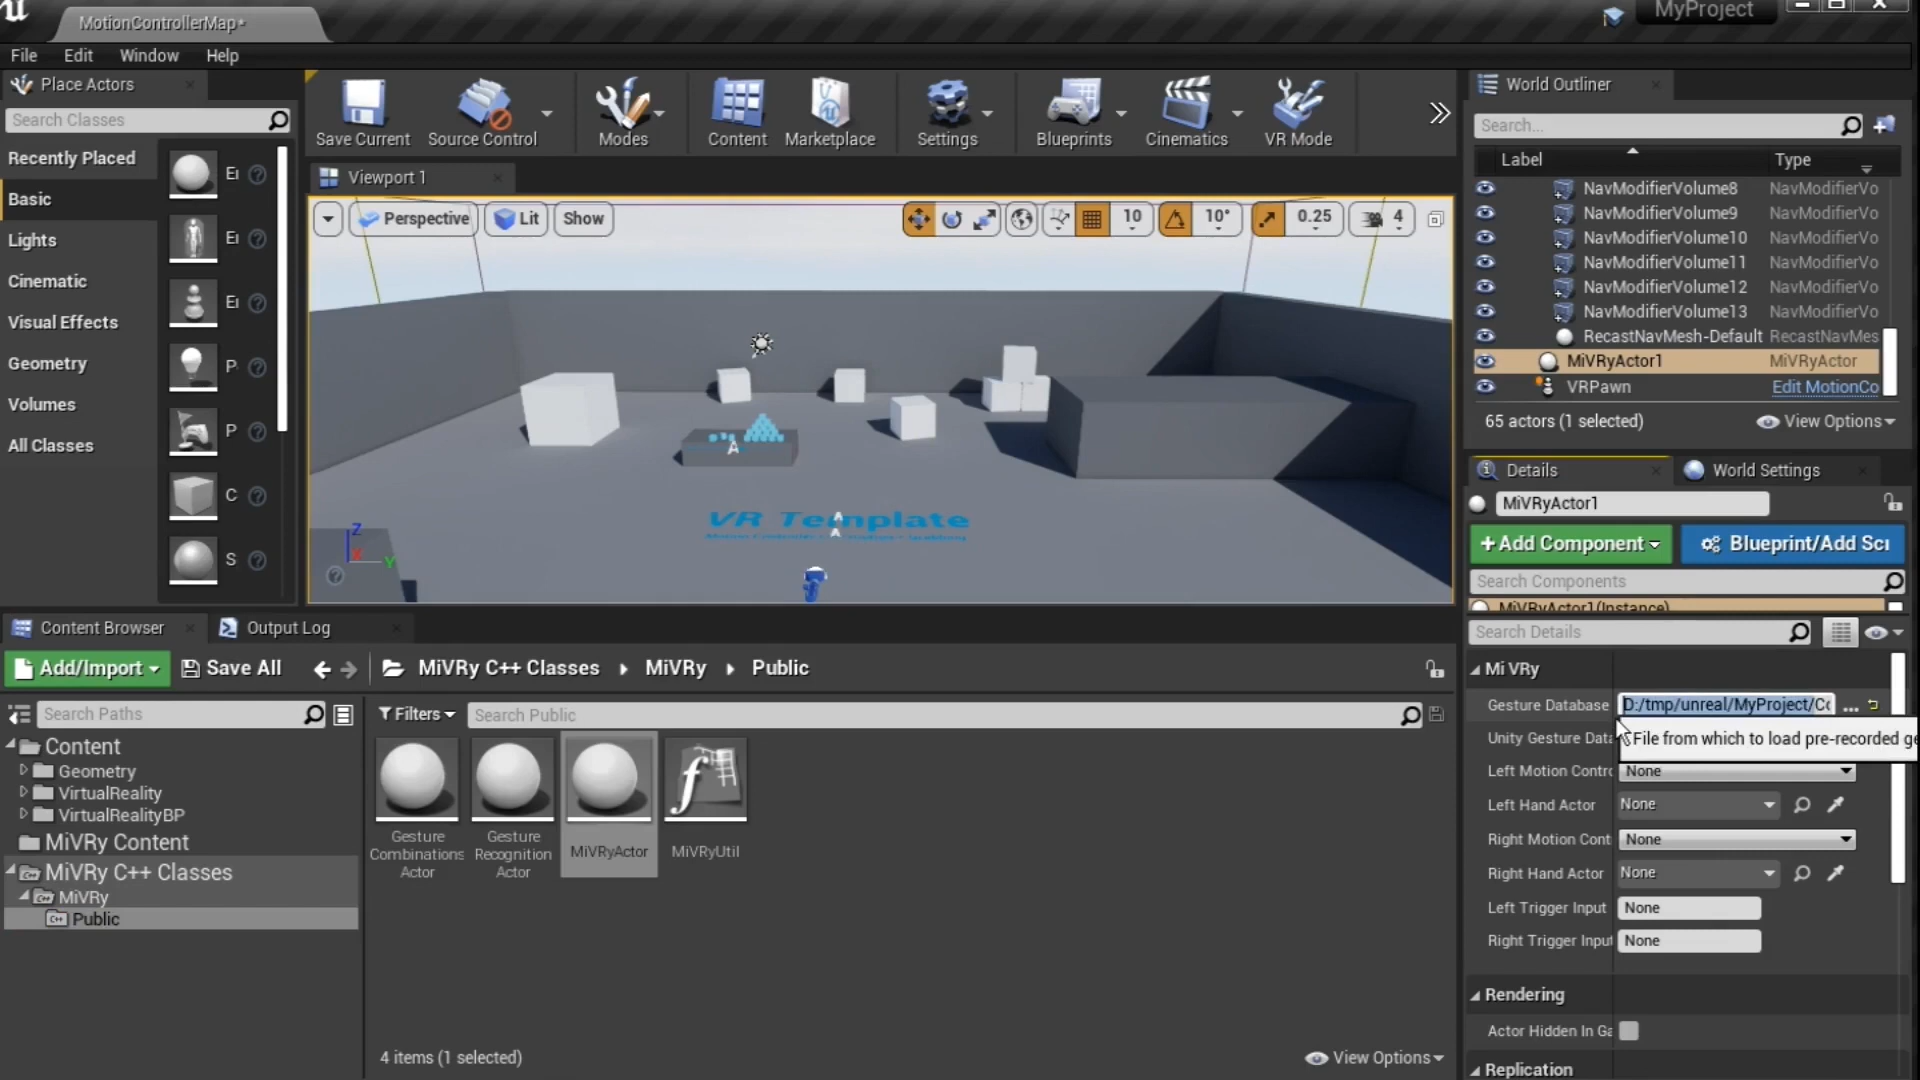 MotionControllerMap*
MyProject
File Edit Window Help
Place Actors
Search Classes
Recently Placed
Basic
Lights
Cinematic
Visual Effects
Geometry
Volumes
All Classes
P
P
C
S
Save Current
Source Control
Modes
Content
Marketplace
Settings
Blueprints
Cinematics
VR Mode
Viewport 1
Perspective Lit Show
10 10° 0.25 4
VR Template
A
A
A
Z
X
Y
World Outliner
Search...
Label Type
NavModifierVolume8 NavModifierVo
NavModifierVolume9 NavModifierVo
NavModifierVolume10 NavModifierVo
NavModifierVolume11 NavModifierVo
NavModifierVolume12 NavModifierVo
NavModifierVolume13 NavModifierVo
RecastNavMesh-Default RecastNavMes
MiVRyActor1 MiVRyActor
VRPawn Edit MotionCo
65 actors (1 selected) View Options
Details World Settings
MiVRyActor1
+Add Component Blueprint/Add Scr
Search Components
MiVRyActor1(Instance)
Search Details
Mi VRy
Gesture Database D:/tmp/unreal/MyProject/Co ...
Unity Gesture Data File from which to load pre-recorded ge
Left Motion Contro None
Left Hand Actor None
Right Motion Cont None
Right Hand Actor None
Left Trigger Input None
Right Trigger Input None
Rendering
Actor Hidden In Ga
Replication
Content Browser Output Log
Add/Import Save All MiVRy C++ Classes MiVRy Public
Search Paths
Filters Search Public
Content
Geometry
VirtualReality
VirtualRealityBP
MiVRy Content
MiVRy C++ Classes
MiVRy
C++ Public
Gesture Combinations Actor
Gesture Recognition Actor
MiVRyActor
MiVRyUtil
4 items (1 selected) View Options